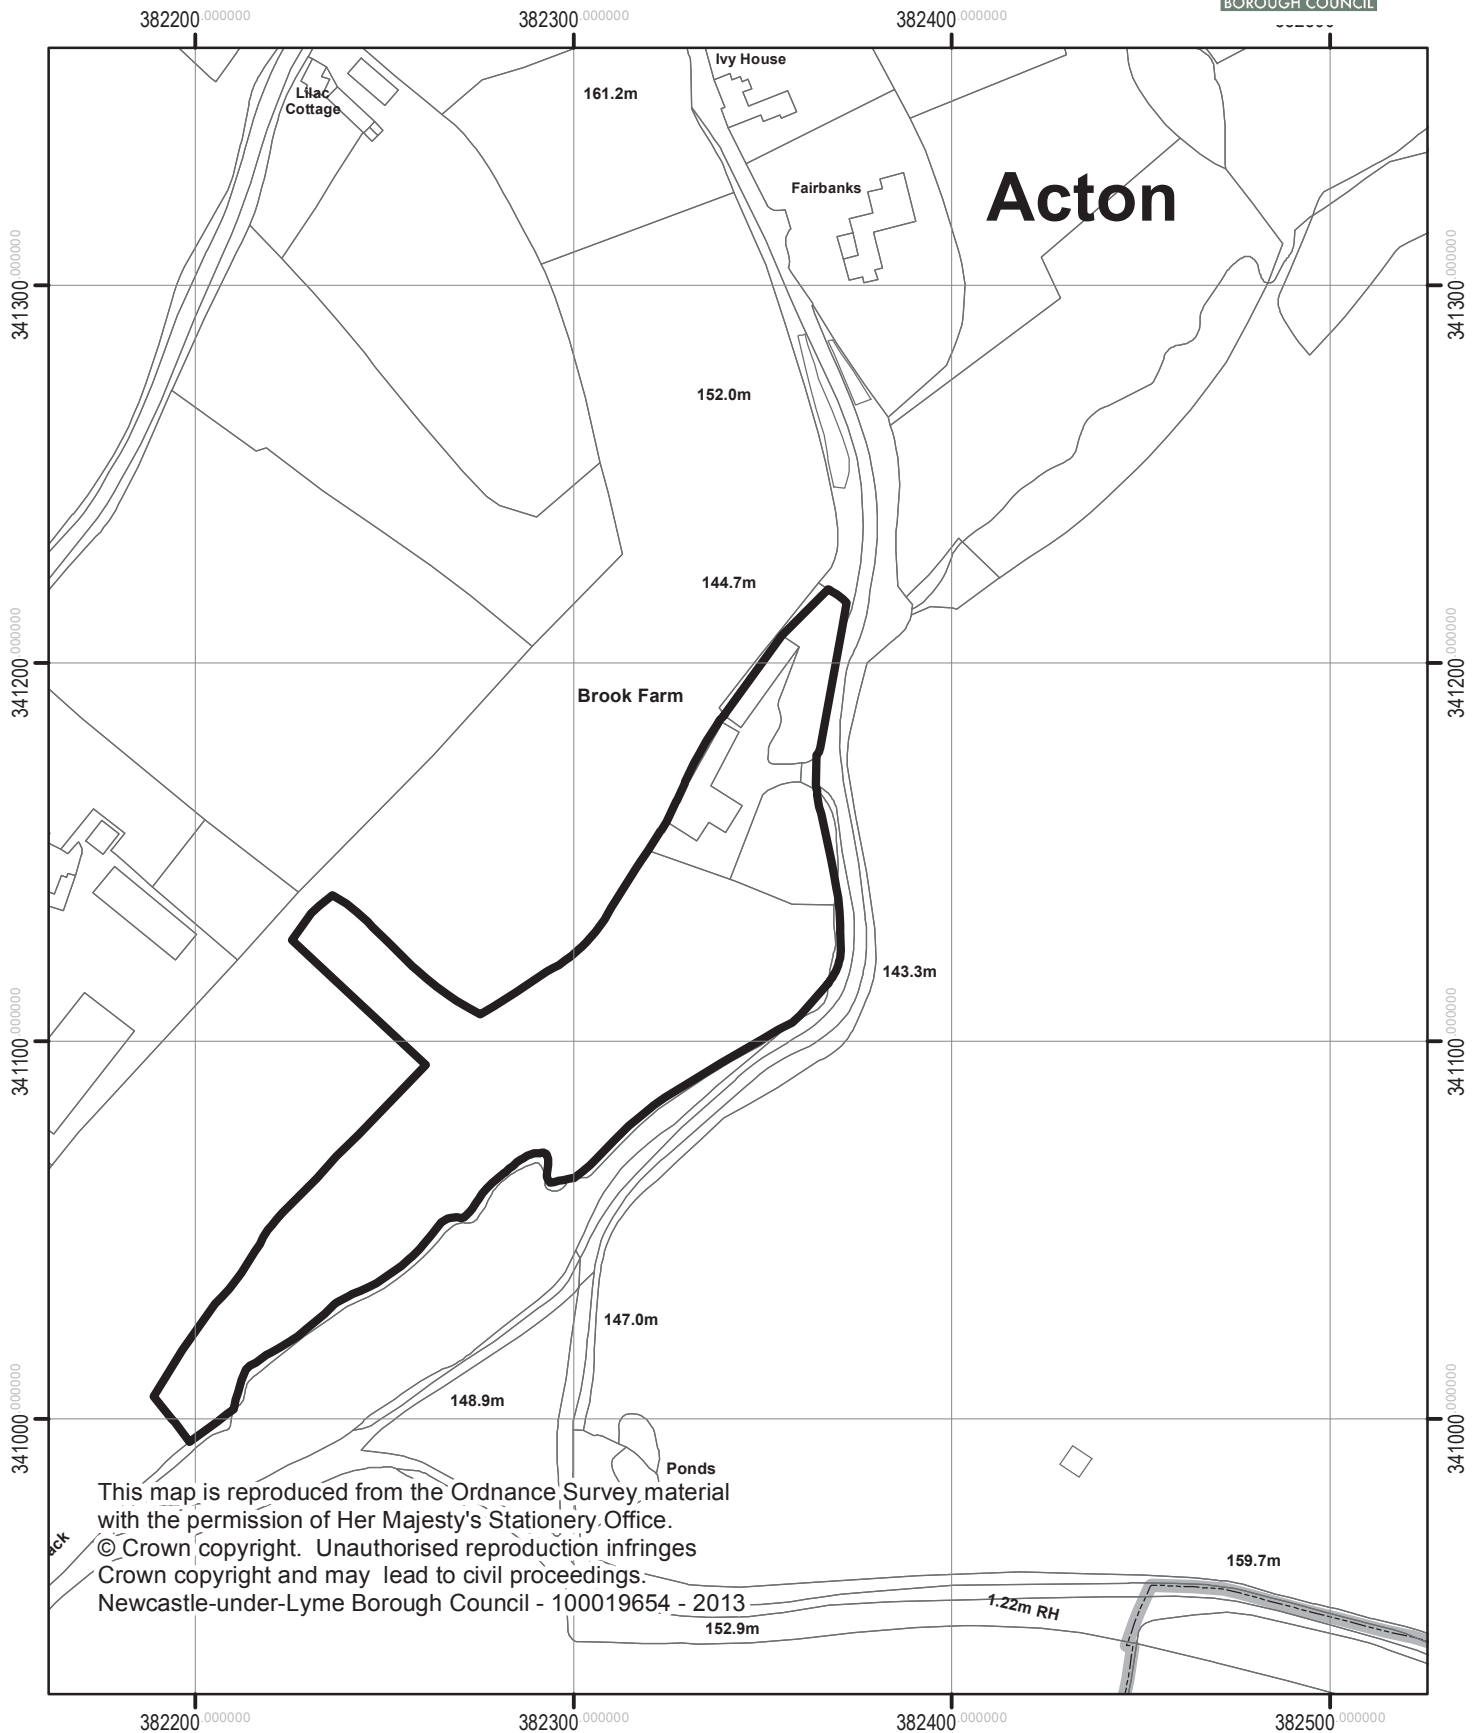 BOROUGH COUNCIL
382200.000000
382300.000000
382400.000000
Ivy House
161.2m
Lilac
Cottage
Fairbanks
Acton
341300.000000
341300.000000
152.0m
144.7m
341200.000000
341200.000000
Brook Farm
143.3m
341100.000000
341100.000000
147.0m
148.9m
341000.000000
341000.000000
Ponds
This map is reproduced from the Ordnance Survey material
with the permission of Her Majesty's Stationery Office.
© Crown copyright. Unauthorised reproduction infringes
Crown copyright and may lead to civil proceedings.
Newcastle-under-Lyme Borough Council - 100019654 - 2013
ack
159.7m
1.22m RH
152.9m
382200.000000
382300.000000
382400.000000
382500.000000